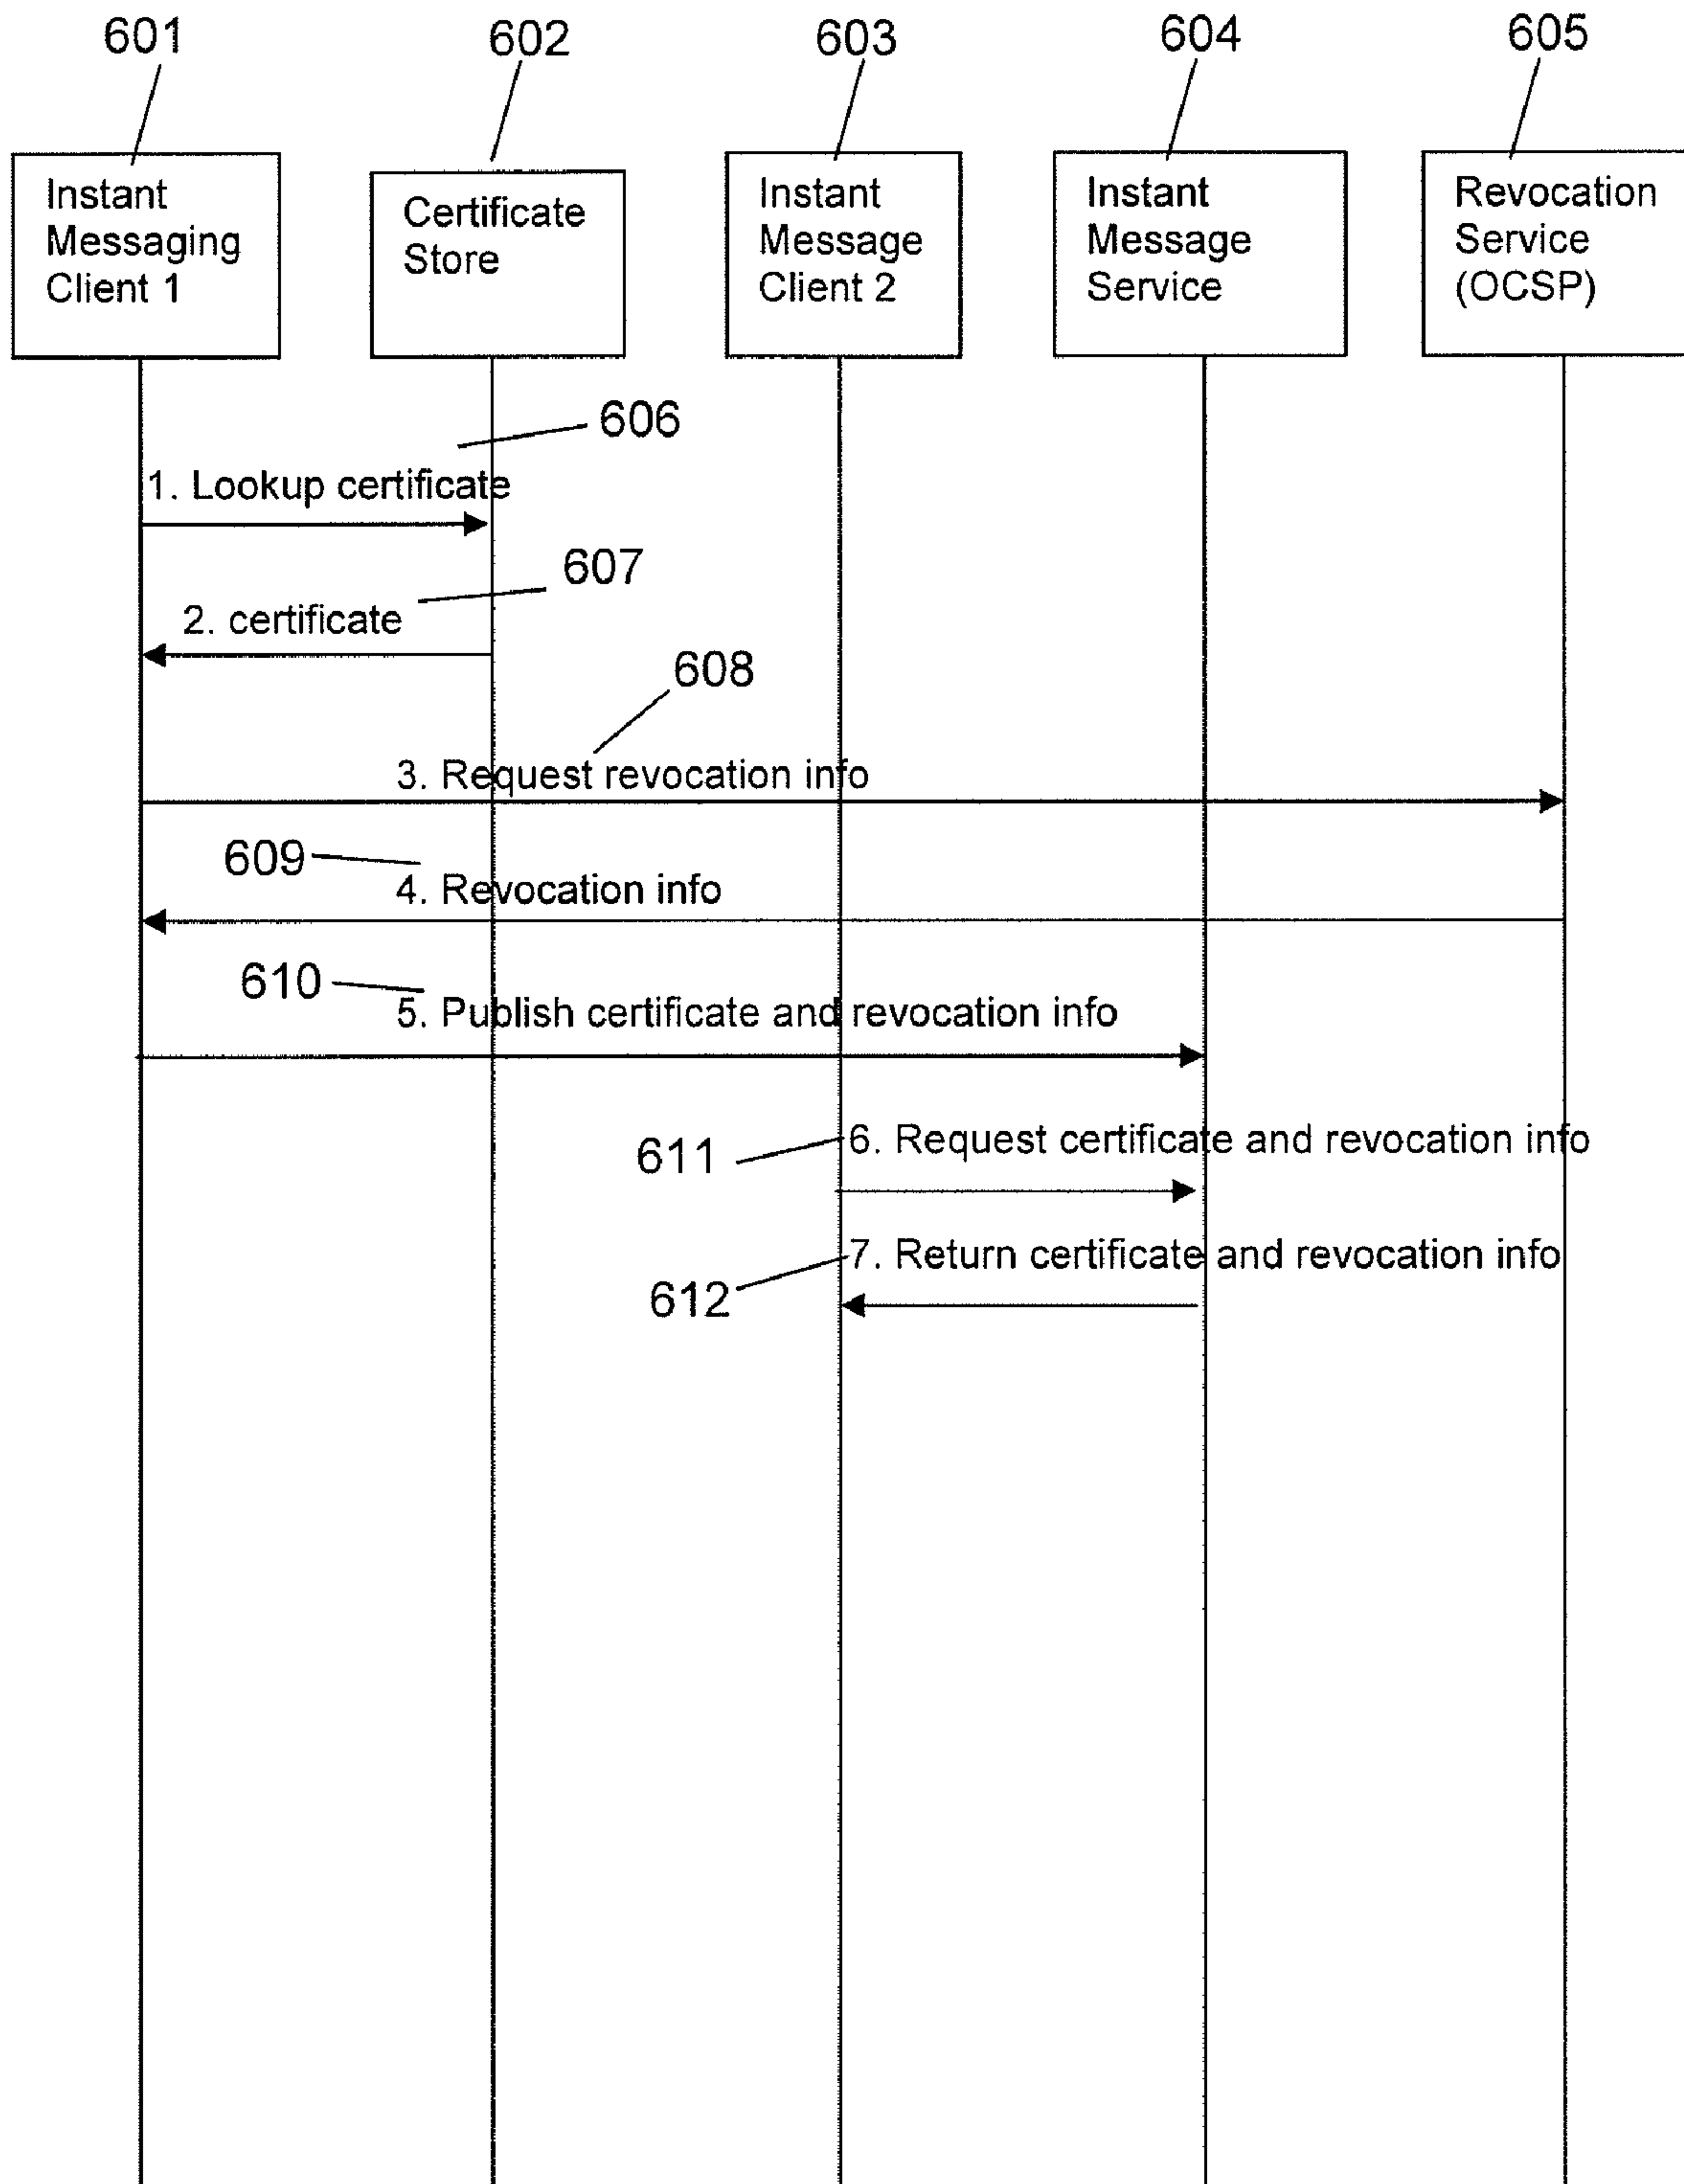 601
602
603
604
605
Instant
Messaging
Client 1
Certificate
Store
Instant
Message
Client 2
Instant
Message
Service
Revocation
Service
(OCSP)
606
1. Lookup certificate
607
2. certificate
608
3. Request revocation info
609
4. Revocation info
610
5. Publish certificate and revocation info
611
6. Request certificate and revocation info
7. Return certificate and revocation info
612